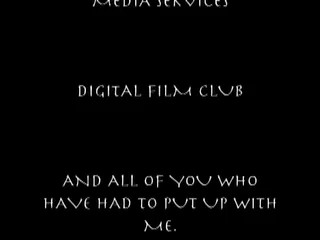 MEDIA SERVICES
DIGITAL FILM CLUB
AND ALL OF YOU WHO
HAVE HAD TO PUT UP WITH
ME.